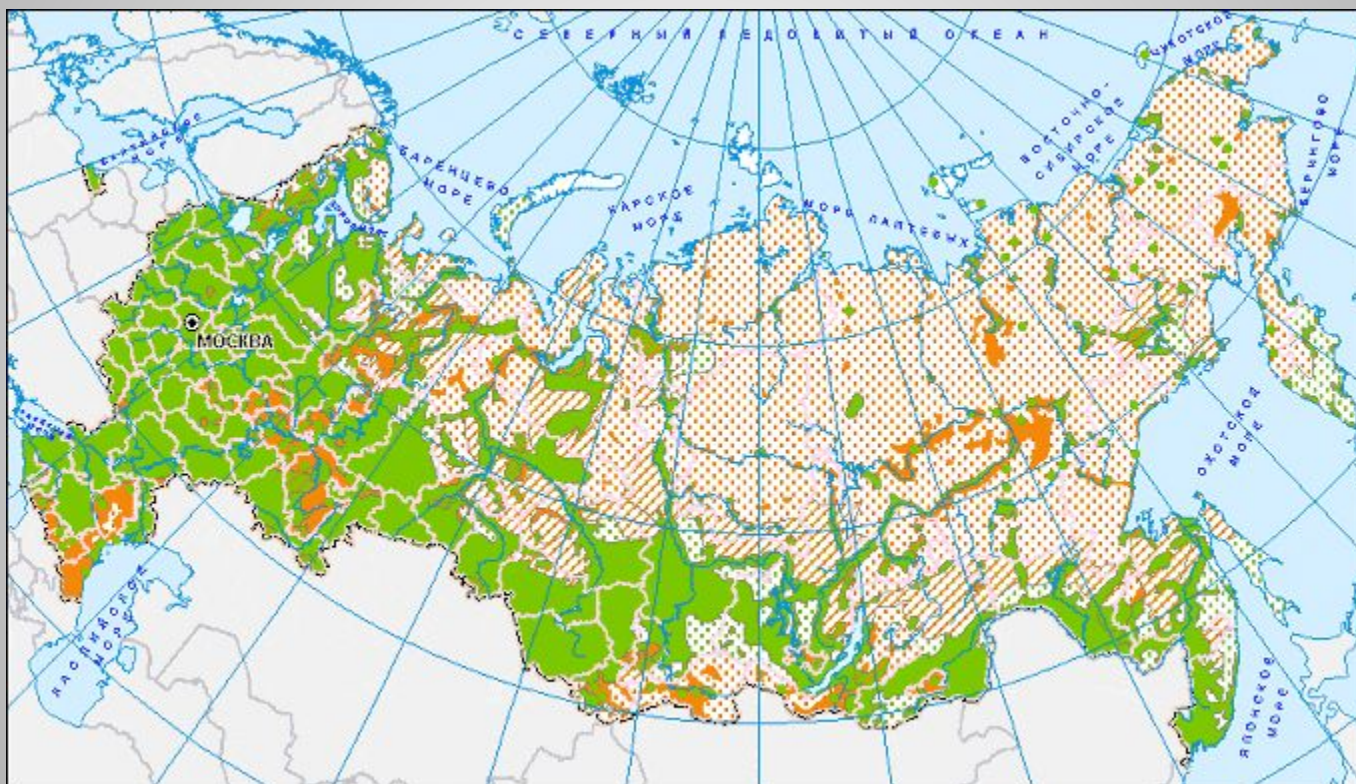 СЕВЕРНЫЙ ЛЕДОВИТЫЙ ОКЕАН
ЧУКОТСКОЕ
МОРЕ
ВОСТОЧНО-
СИБИРСКОЕ
МОРЕ
БЕРИНГОВО
МОРЕ
БАРЕНЦЕВО
МОРЕ
КАРСКОЕ
МОРЕ
МОРЕ ЛАПТЕВЫХ
МОРЕ
МОСКВА
ОХОТСКОЕ
МОРЕ
КАСПИЙСКОЕ
МОРЕ
ЯПОНСКОЕ
МОРЕ